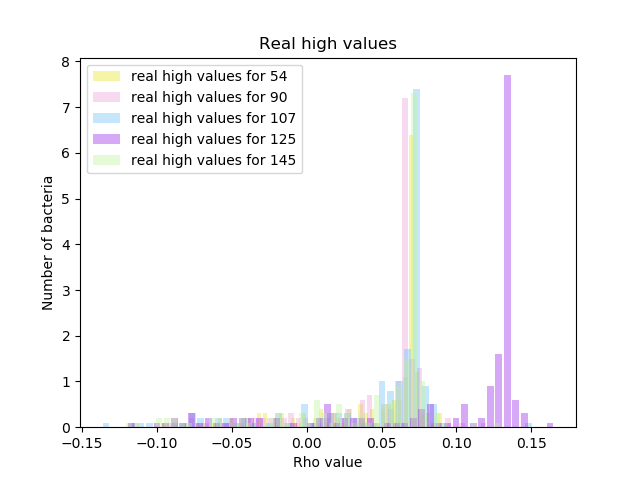 Real high values
real high values for 54
real high values for 90
real high values for 107
real high values for 125
real high values for 145
Number of bacteria
8
7
6
5
4
3
2
1
0
−0.15 −0.10 −0.05 0.00 0.05 0.10 0.15
Rho value